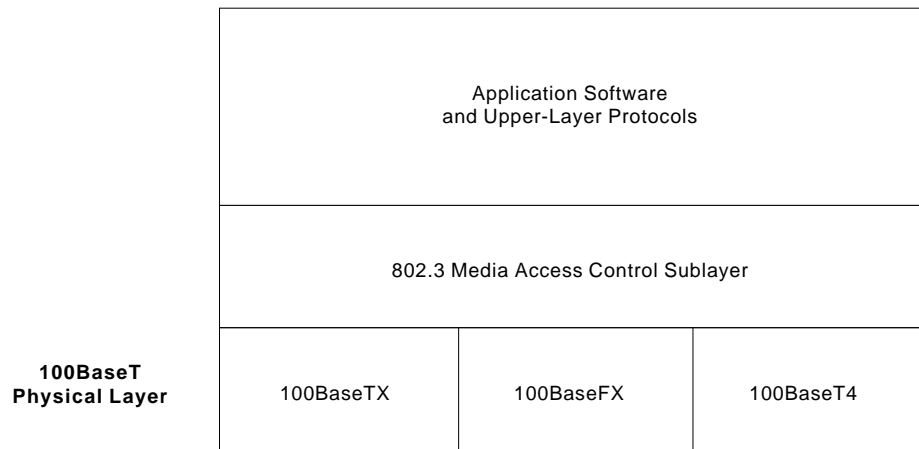 Application Software
and Upper-Layer Protocols
802.3 Media Access Control Sublayer
100BaseT
Physical Layer
100BaseTX
100BaseFX
100BaseT4